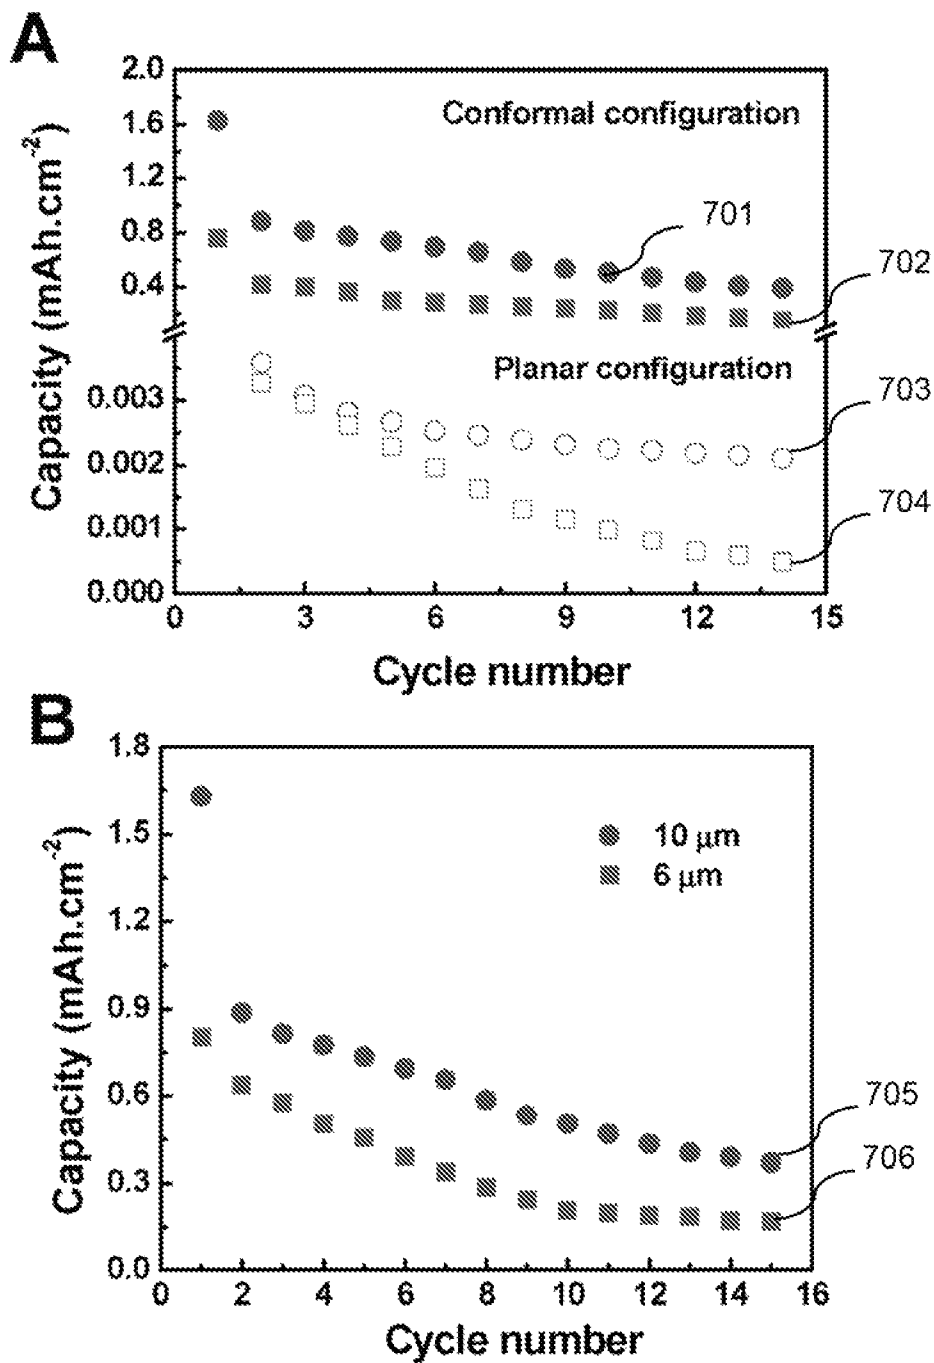 A
2.0
Conformal configuration
1.6
1.2
701
0.8
702
0.4
Capacity (mAh.cm-2)
Planar configuration
703
0.003
0.002
704
0.001
0.000
0 3 6 9 12 15
Cycle number
B
1.8
10 μm
1.5
6 μm
1.2
Capacity (mAh.cm-2)
0.9
705
0.6
706
0.3
0.0
0 2 4 6 8 10 12 14 16
Cycle number